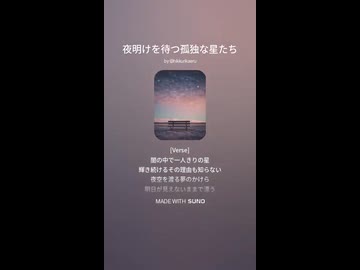 夜明けを待つ孤独な星たち
[Verse]
闇の中で一人きりの星
輝き続けるその理由も知らない
夜空を渡る夢のかけら
明日が見えないままで漂う
MADE WITH SUNO